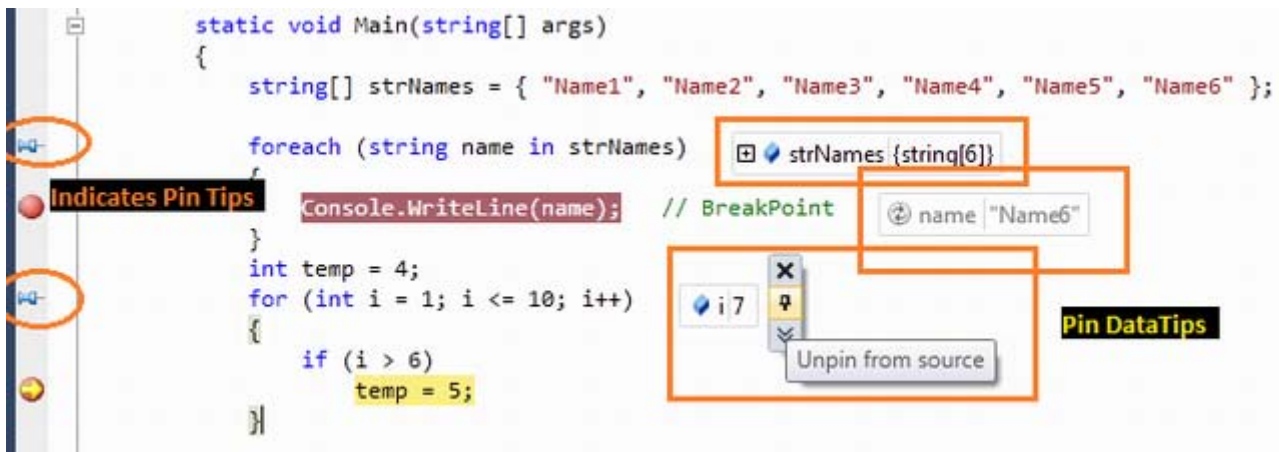 static void Main(string[] args)
{
string[] strNames = { "Name1", "Name2", "Name3", "Name4", "Name5", "Name6" };
foreach (string name in strNames)
strNames {string[6]}
{
Indicates Pin Tips
Console.WriteLine(name); // BreakPoint
name "Name6"
}
int temp = 4;
for (int i = 1; i <= 10; i++)
i 7
{
Pin DataTips
if (i > 6)
Unpin from source
temp = 5;
}